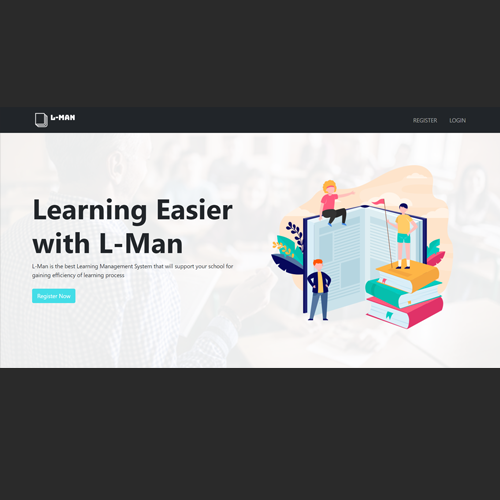 L-MAN
REGISTER
LOGIN
Learning Easier
with L-Man
L-Man is the best Learning Management System that will support your school for
gaining efficiency of learning process
Register Now